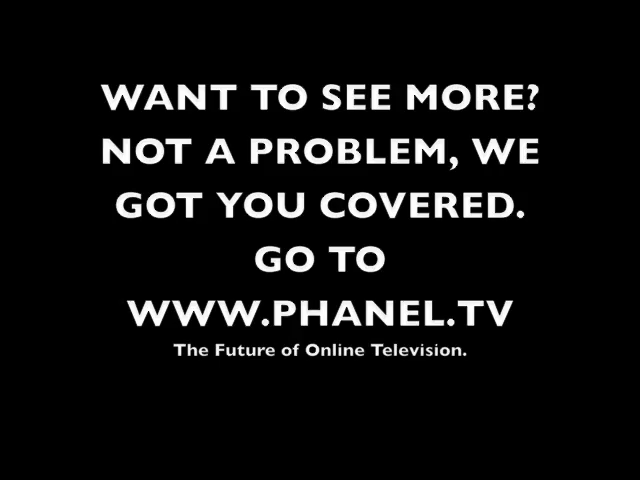 WANT TO SEE MORE?
NOT A PROBLEM, WE
GOT YOU COVERED.
GO TO
WWW.PHANEL.TV
The Future of Online Television.